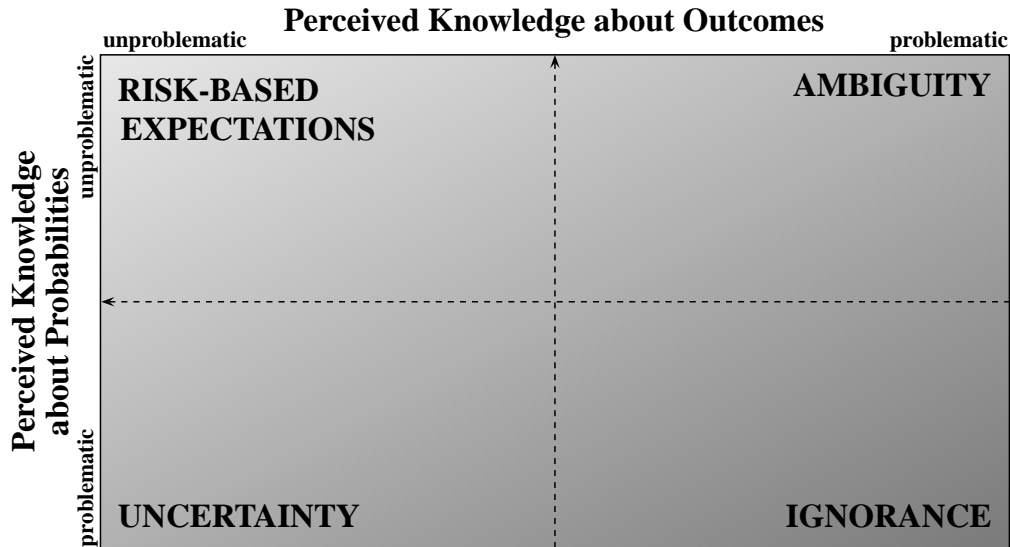 Perceived Knowledge about Outcomes
unproblematic
problematic
Perceived Knowledge
about Probabilities
unproblematic
problematic
RISK-BASED
EXPECTATIONS
AMBIGUITY
UNCERTAINTY
IGNORANCE